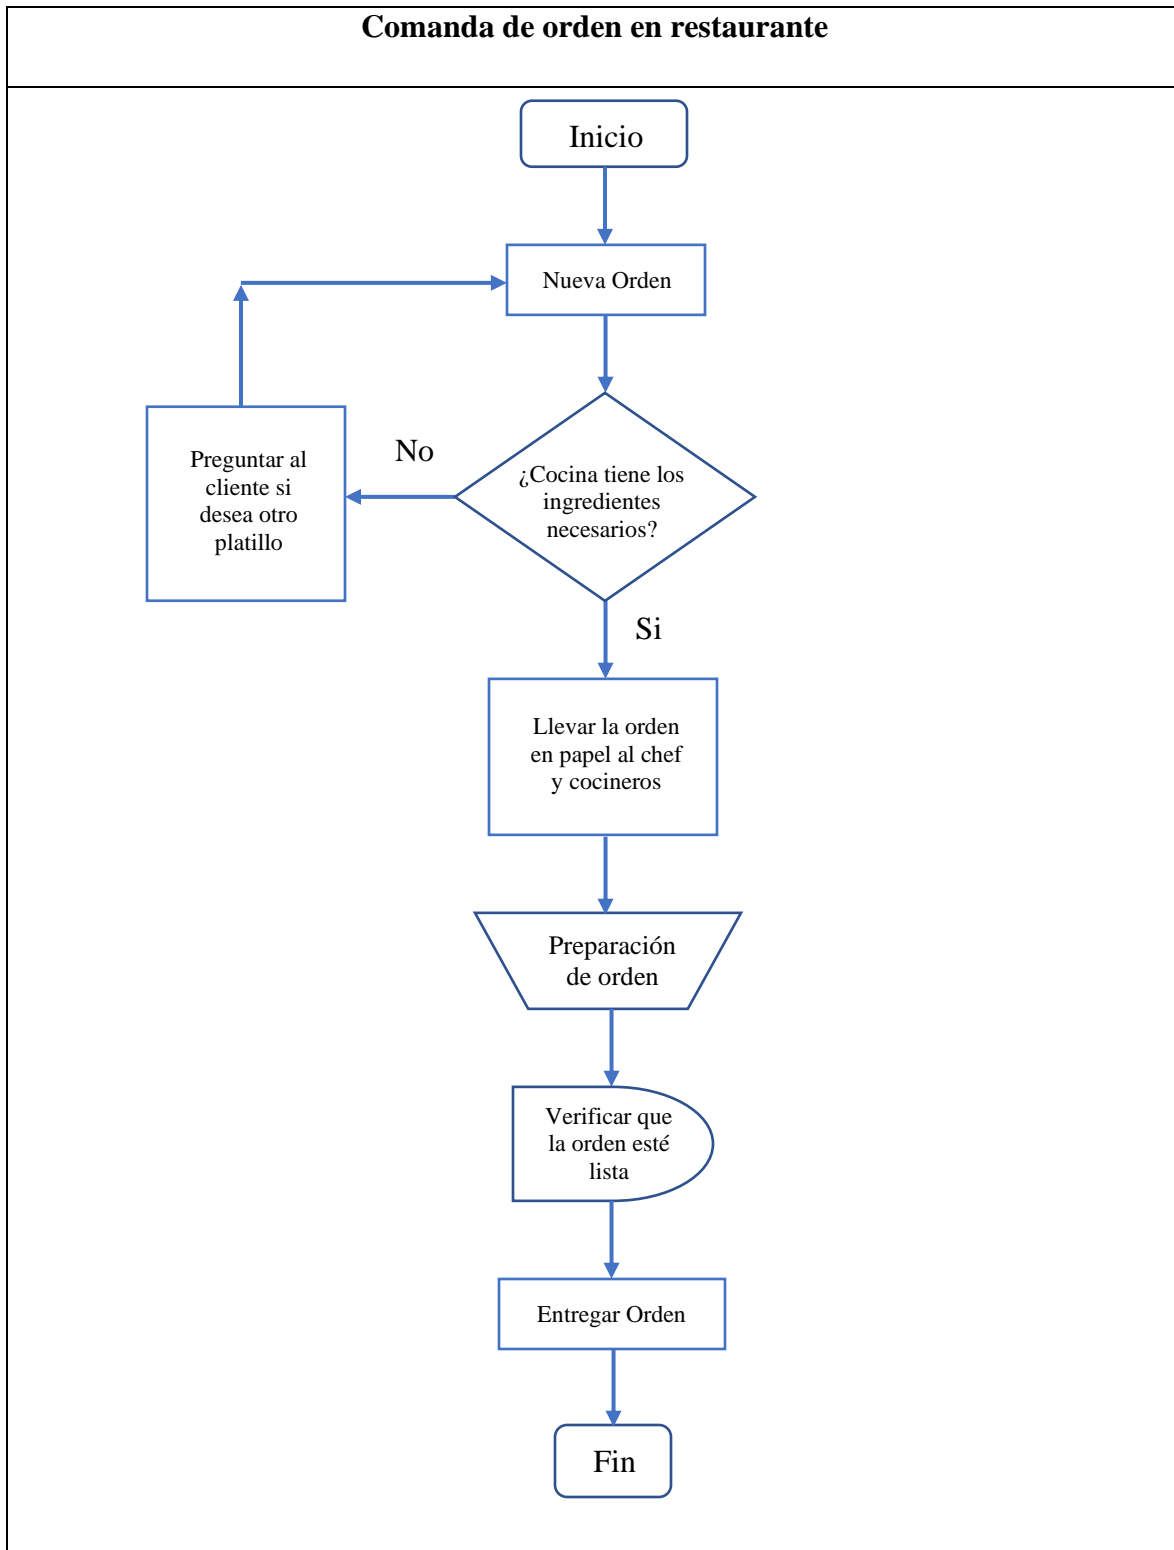 Comanda de orden en restaurante
Inicio
Nueva Orden
Preguntar al
cliente si
desea otro
platillo
No
¿Cocina tiene los
ingredientes
necesarios?
Si
Llevar la orden
en papel al chef
y cocineros
Preparación
de orden
Verificar que
la orden esté
lista
Entregar Orden
Fin